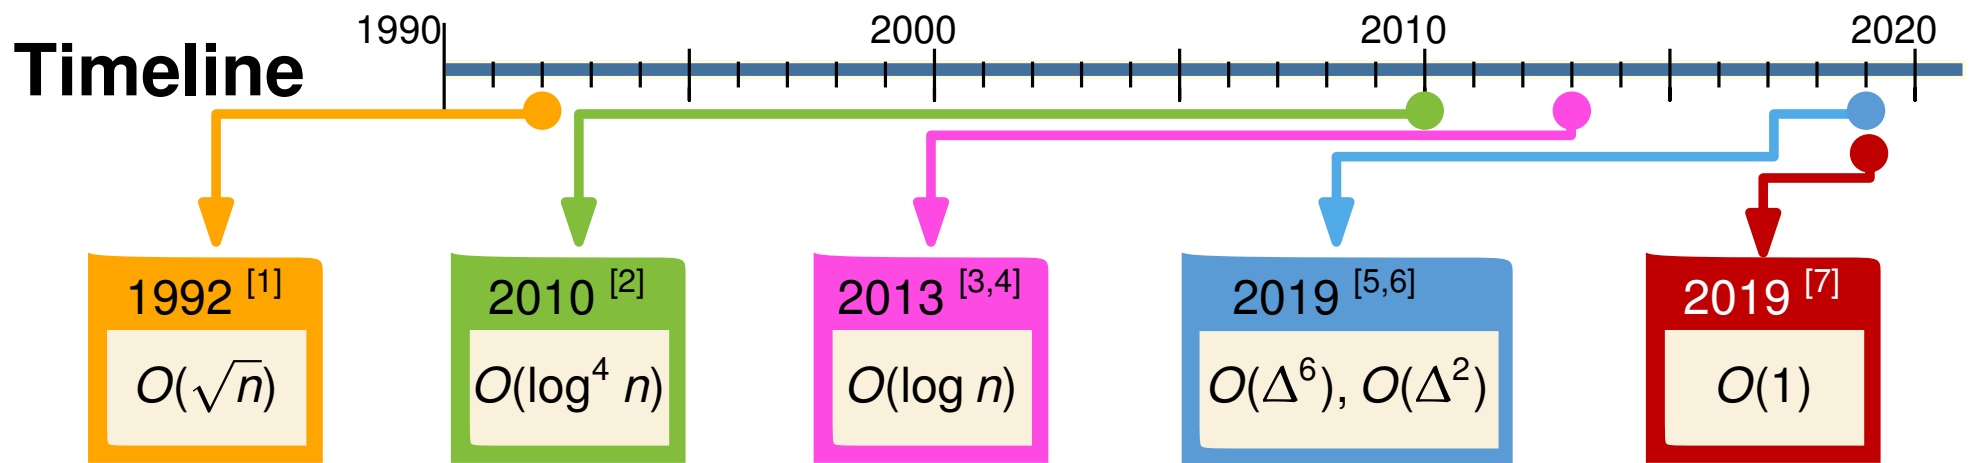 Timeline
1990 2000 2010 2020
1992 [1] 2010 [2] 2013 [3,4] 2019 [5,6] 2019 [7]
O(√n) O(log⁴ n) O(log n) O(Δ⁶), O(Δ²) O(1)